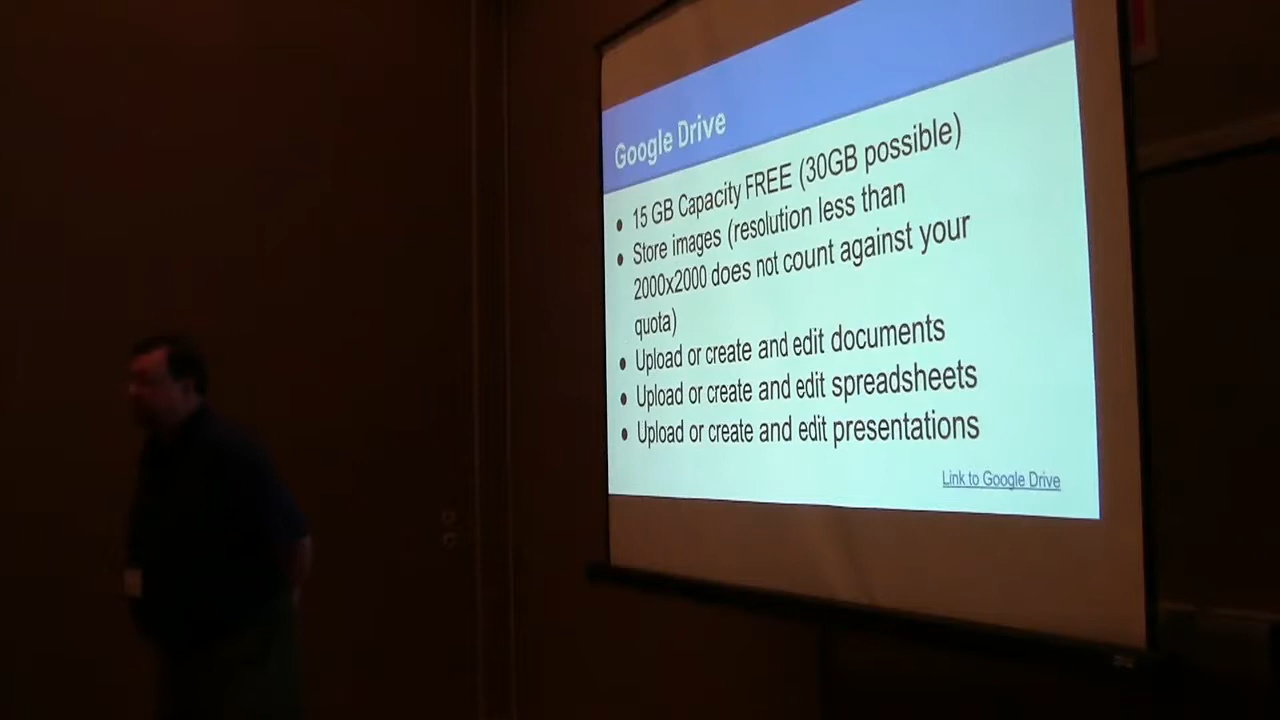 Google Drive
• 15 GB Capacity FREE (30GB possible)
• Store images (resolution less than
2000x2000 does not count against your
quota)
• Upload or create and edit documents
• Upload or create and edit spreadsheets
• Upload or create and edit presentations
Link to Google Drive